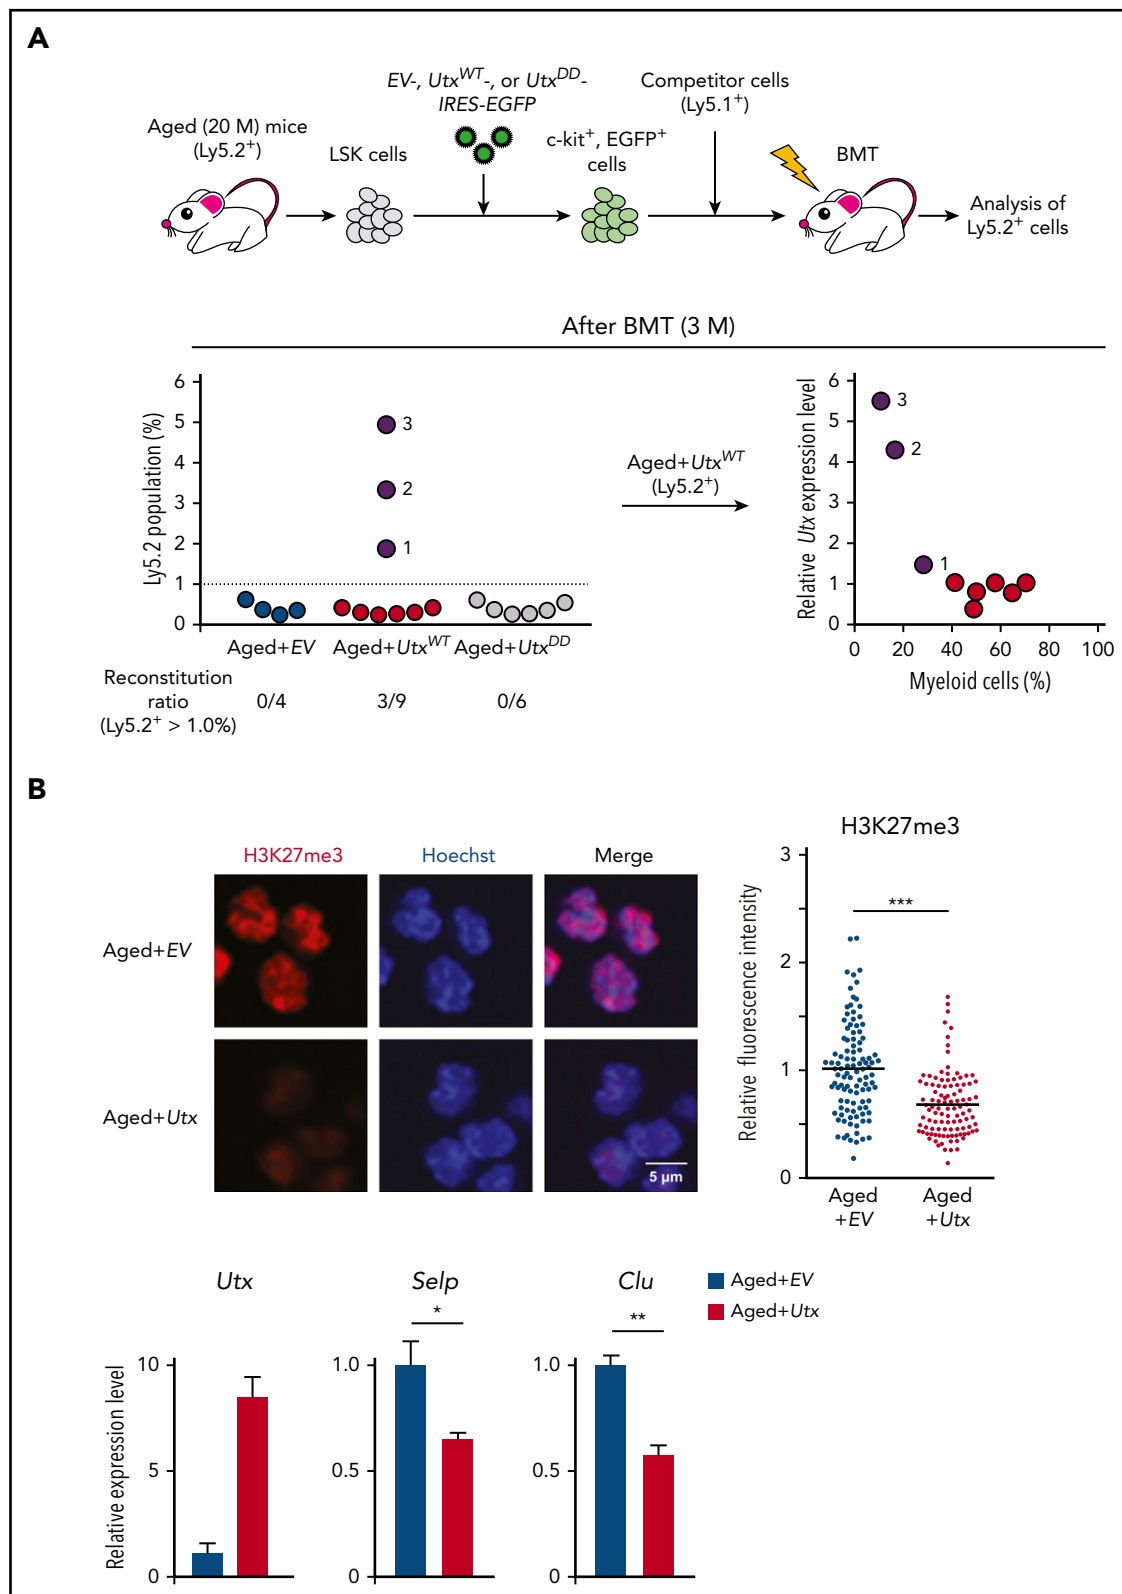 A
Aged (20 M) mice
(Ly5.2+)
LSK cells
EV-, UtxWT-, or UtxDD-
IRES-EGFP
c-kit+, EGFP+
cells
Competitor cells
(Ly5.1+)
BMT
Analysis of
Ly5.2+ cells
After BMT (3 M)
Ly5.2 population (%)
6
5
4
3
2
1
0
3
2
1
Aged+EV
Aged+UtxWT
Aged+UtxDD
Reconstitution
ratio
(Ly5.2+ > 1.0%)
0/4
3/9
0/6
Aged+UtxWT
(Ly5.2+)
Relative Utx expression level
6
5
4
3
2
1
0
3
2
1
0
20
40
60
80
100
Myeloid cells (%)
B
H3K27me3
Hoechst
Merge
Aged+EV
Aged+Utx
5 µm
H3K27me3
Relative fluorescence intensity
3
2
1
0
***
Aged
+EV
Aged
+Utx
Relative expression level
Utx
10
5
0
Selp
*
1.0
0.5
0
Clu
**
1.0
0.5
0
Aged+EV
Aged+Utx